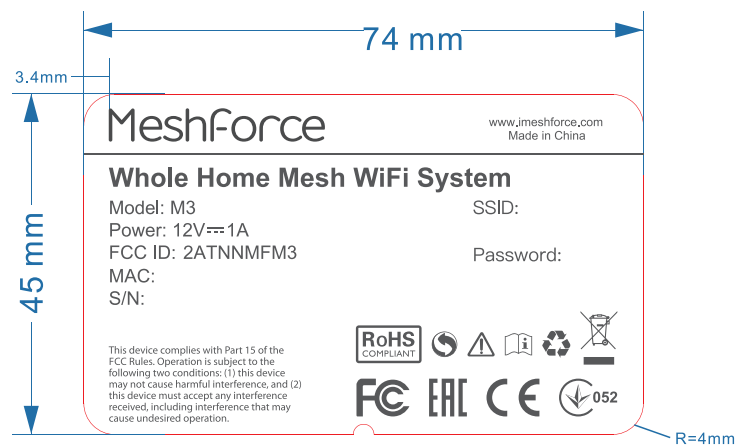 74 mm
3.4mm
45 mm
MeshForce
www.imeshforce.com
Made in China
Whole Home Mesh WiFi System
Model: M3
Power: 12V⎓1A
FCC ID: 2ATNNMFM3
MAC:
S/N:
SSID:
Password:
This device complies with Part 15 of the
FCC Rules. Operation is subject to the
following two conditions: (1) this device
may not cause harmful interference, and (2)
this device must accept any interference
received, including interference that may
cause undesired operation.
RoHS
COMPLIANT
i
FC EAC CE 052
R=4mm